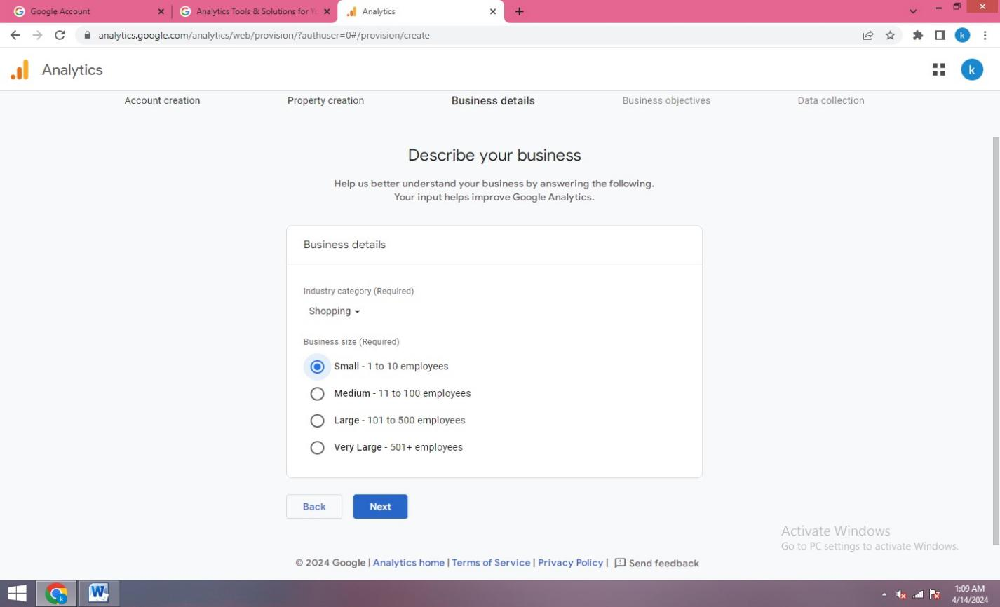 Google Account
Analytics Tools & Solutions for Yo
Analytics
analytics.google.com/analytics/web/provision/?authuser=0#/provision/create
k
Analytics
k
Account creation
Property creation
Business details
Business objectives
Data collection
Describe your business
Help us better understand your business by answering the following.
Your input helps improve Google Analytics.
Business details
Industry category (Required)
Shopping
Business size (Required)
Small - 1 to 10 employees
Medium - 11 to 100 employees
Large - 101 to 500 employees
Very Large - 501+ employees
Back
Next
Activate Windows
Go to PC settings to activate Windows.
© 2024 Google | Analytics home | Terms of Service | Privacy Policy | Send feedback
1:09 AM
4/14/2024